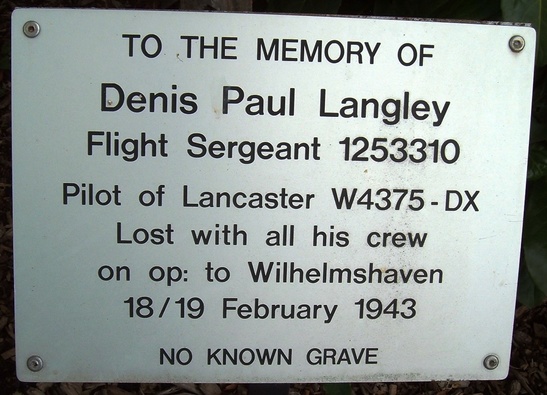 TO THE MEMORY OF
Denis Paul Langley
Flight Sergeant 1253310
Pilot of Lancaster W4375-DX
Lost with all his crew
on op: to Wilhelmshaven
18/19 February 1943
NO KNOWN GRAVE